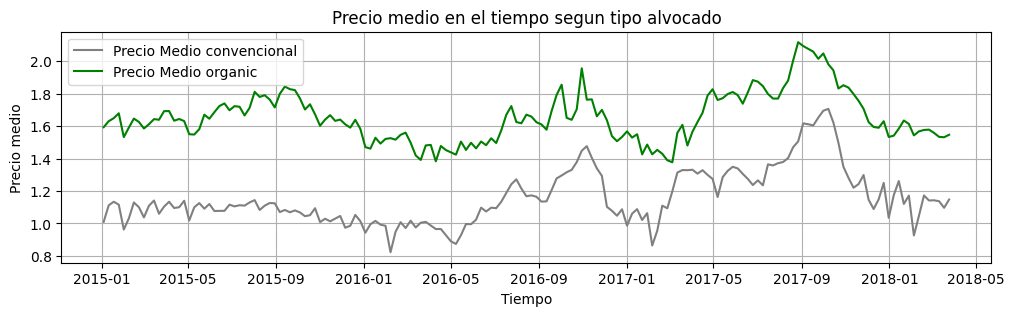 Precio medio en el tiempo segun tipo alvocado
Precio Medio convencional
Precio Medio organic
Precio medio
2.0
1.8
1.6
1.4
1.2
1.0
0.8
2015-01 2015-05 2015-09 2016-01 2016-05 2016-09 2017-01 2017-05 2017-09 2018-01 2018-05
Tiempo